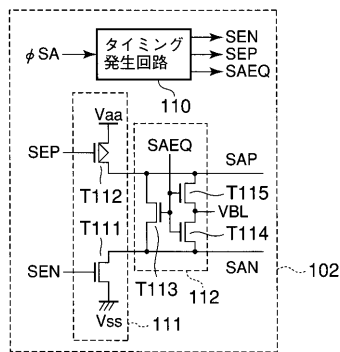 φSA
タイミング
発生回路
SEN
SEP
SAEQ
110
Vaa
SEP
SAEQ
SAP
T112
T115
T111
VBL
T114
SAN
SEN
T113
112
102
Vss
111